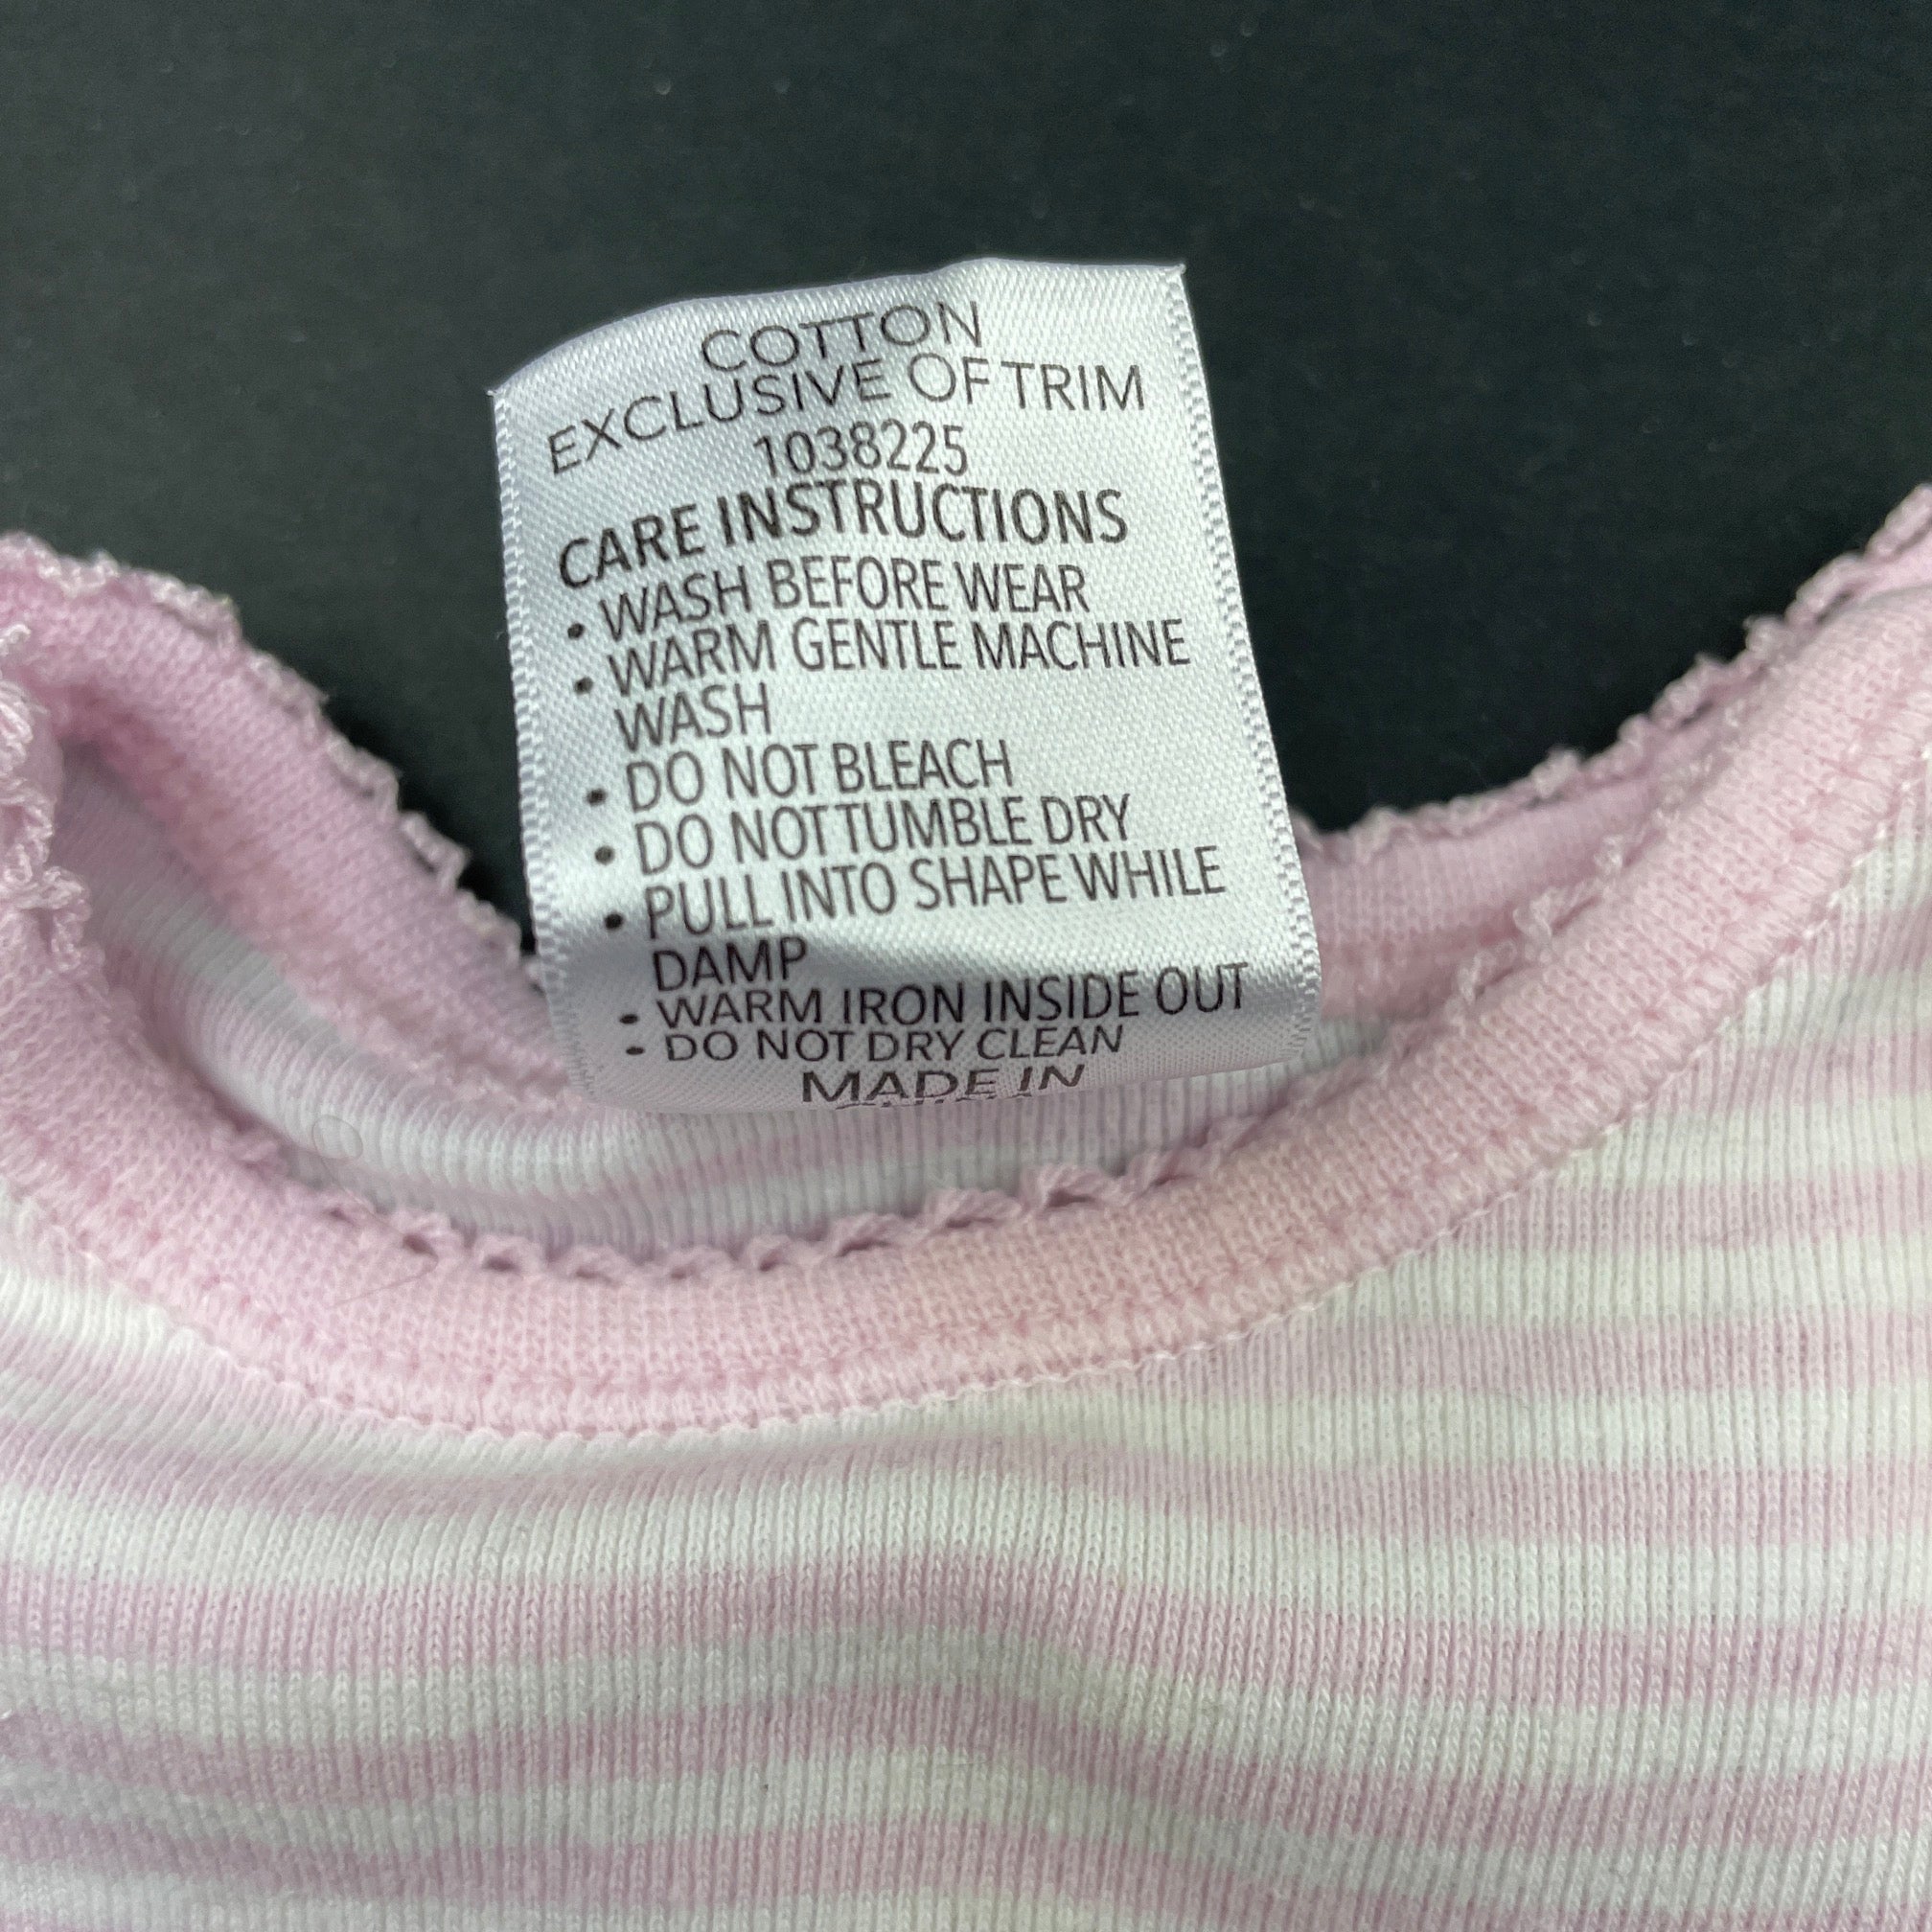 COTTON
EXCLUSIVE OF TRIM
1038225
CARE INSTRUCTIONS
• WASH BEFORE WEAR
• WARM GENTLE MACHINE
WASH
• DO NOT BLEACH
• DO NOT TUMBLE DRY
• PULL INTO SHAPE WHILE
DAMP
• WARM IRON INSIDE OUT
• DO NOT DRY CLEAN
MADE IN